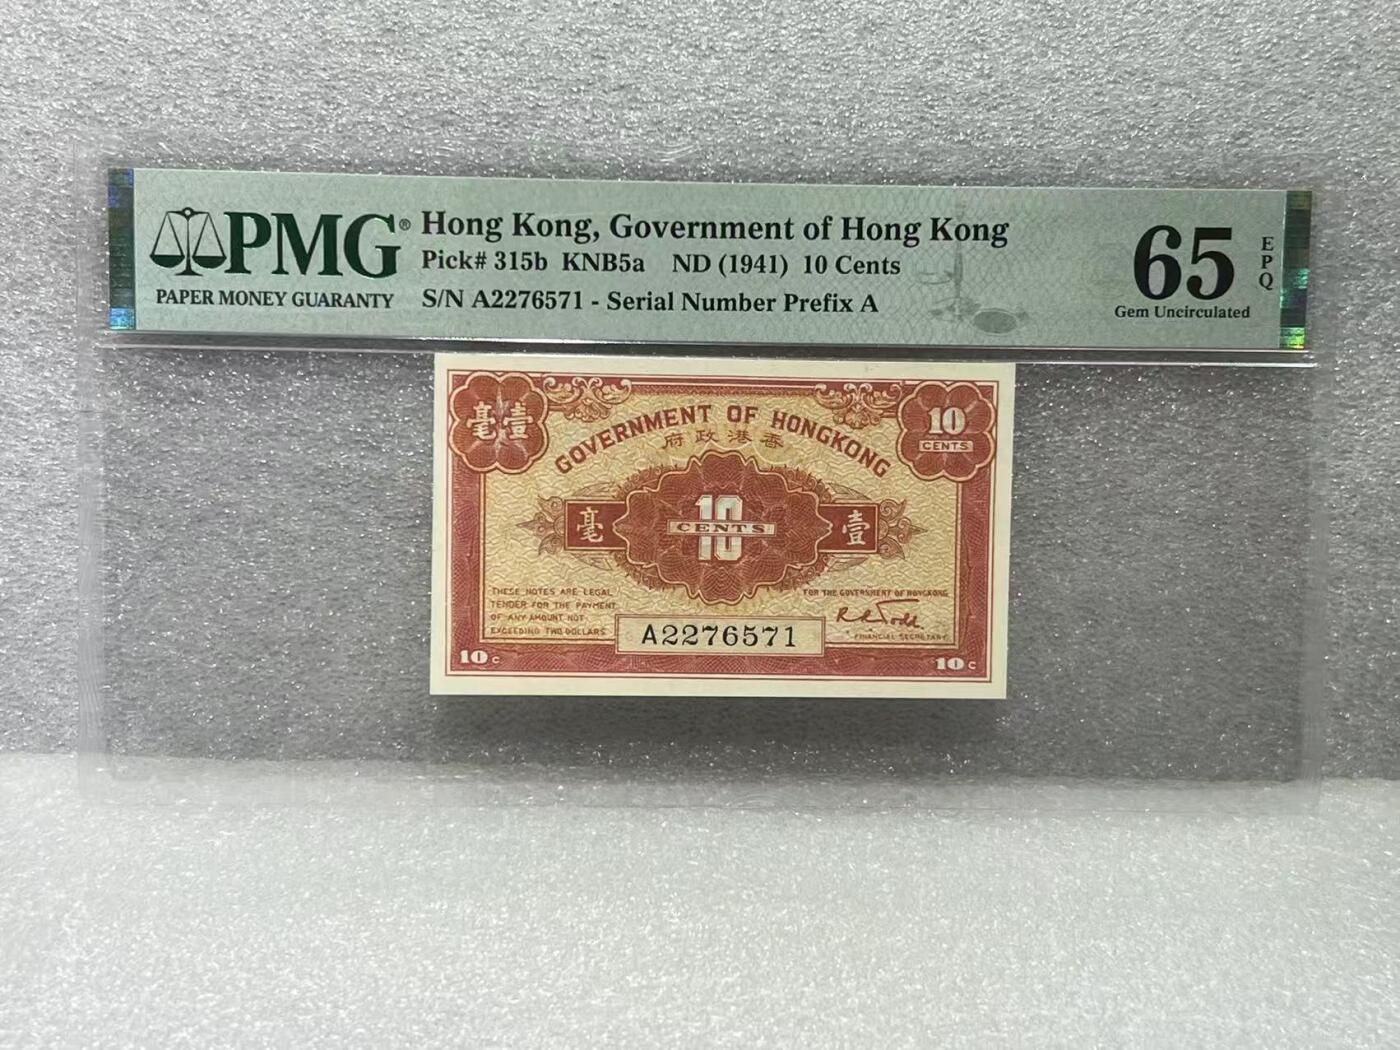 PMG®
PAPER MONEY GUARANTY
Hong Kong, Government of Hong Kong
Pick# 315b KNB5a ND (1941) 10 Cents
S/N A2276571 - Serial Number Prefix A
65
EPQ
Gem Uncirculated
毫壹
GOVERNMENT OF HONGKONG
府政港香
10
CENTS
毫
10
CENTS
壹
THESE NOTES ARE LEGAL
TENDER FOR THE PAYMENT
OF ANY AMOUNT NOT
EXCEEDING TWO DOLLARS
A2276571
FOR THE GOVERNMENT OF HONGKONG
R R Todd.
FINANCIAL SECRETARY
10 C
10 C